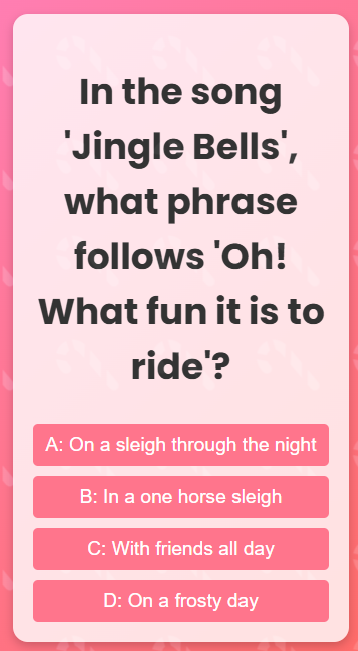 In the song
'Jingle Bells',
what phrase
follows 'Oh!
What fun it is to
ride'?
A: On a sleigh through the night
B: In a one horse sleigh
C: With friends all day
D: On a frosty day